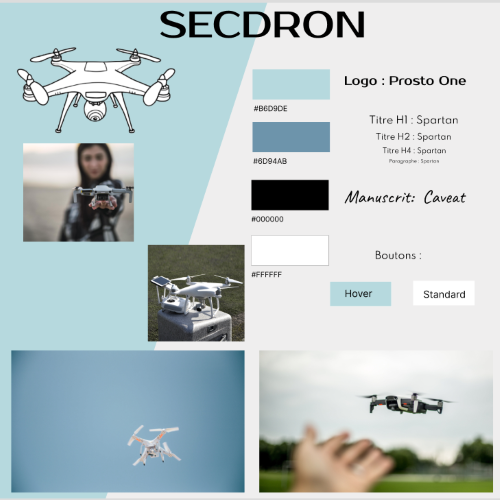 SECDRON
#B6D9DE
#6D94AB
#000000
#FFFFFF
Logo : Prosto One
Titre H1 : Spartan
Titre H2 : Spartan
Titre H4 : Spartan
Paragraphe : Spartan
Manuscrit: Caveat
Boutons :
Hover
Standard